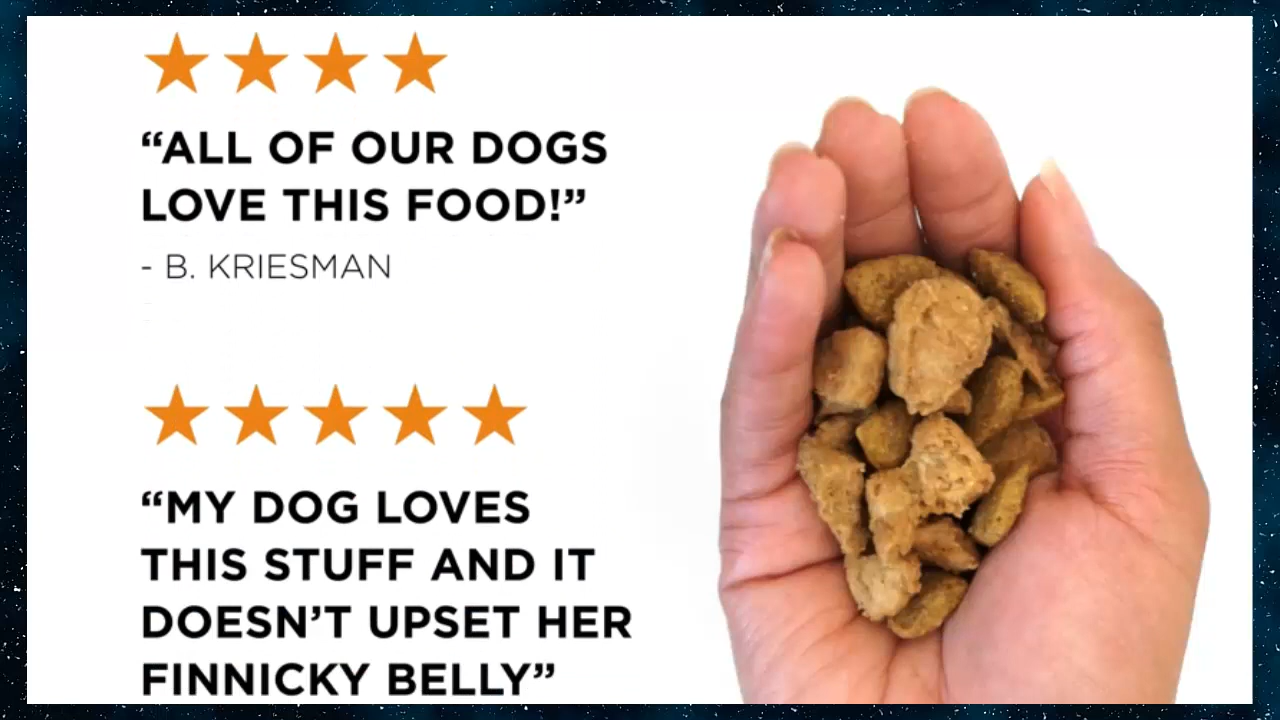 “ALL OF OUR DOGS
LOVE THIS FOOD!”
- B. KRIESMAN
“MY DOG LOVES
THIS STUFF AND IT
DOESN’T UPSET HER
FINNICKY BELLY”